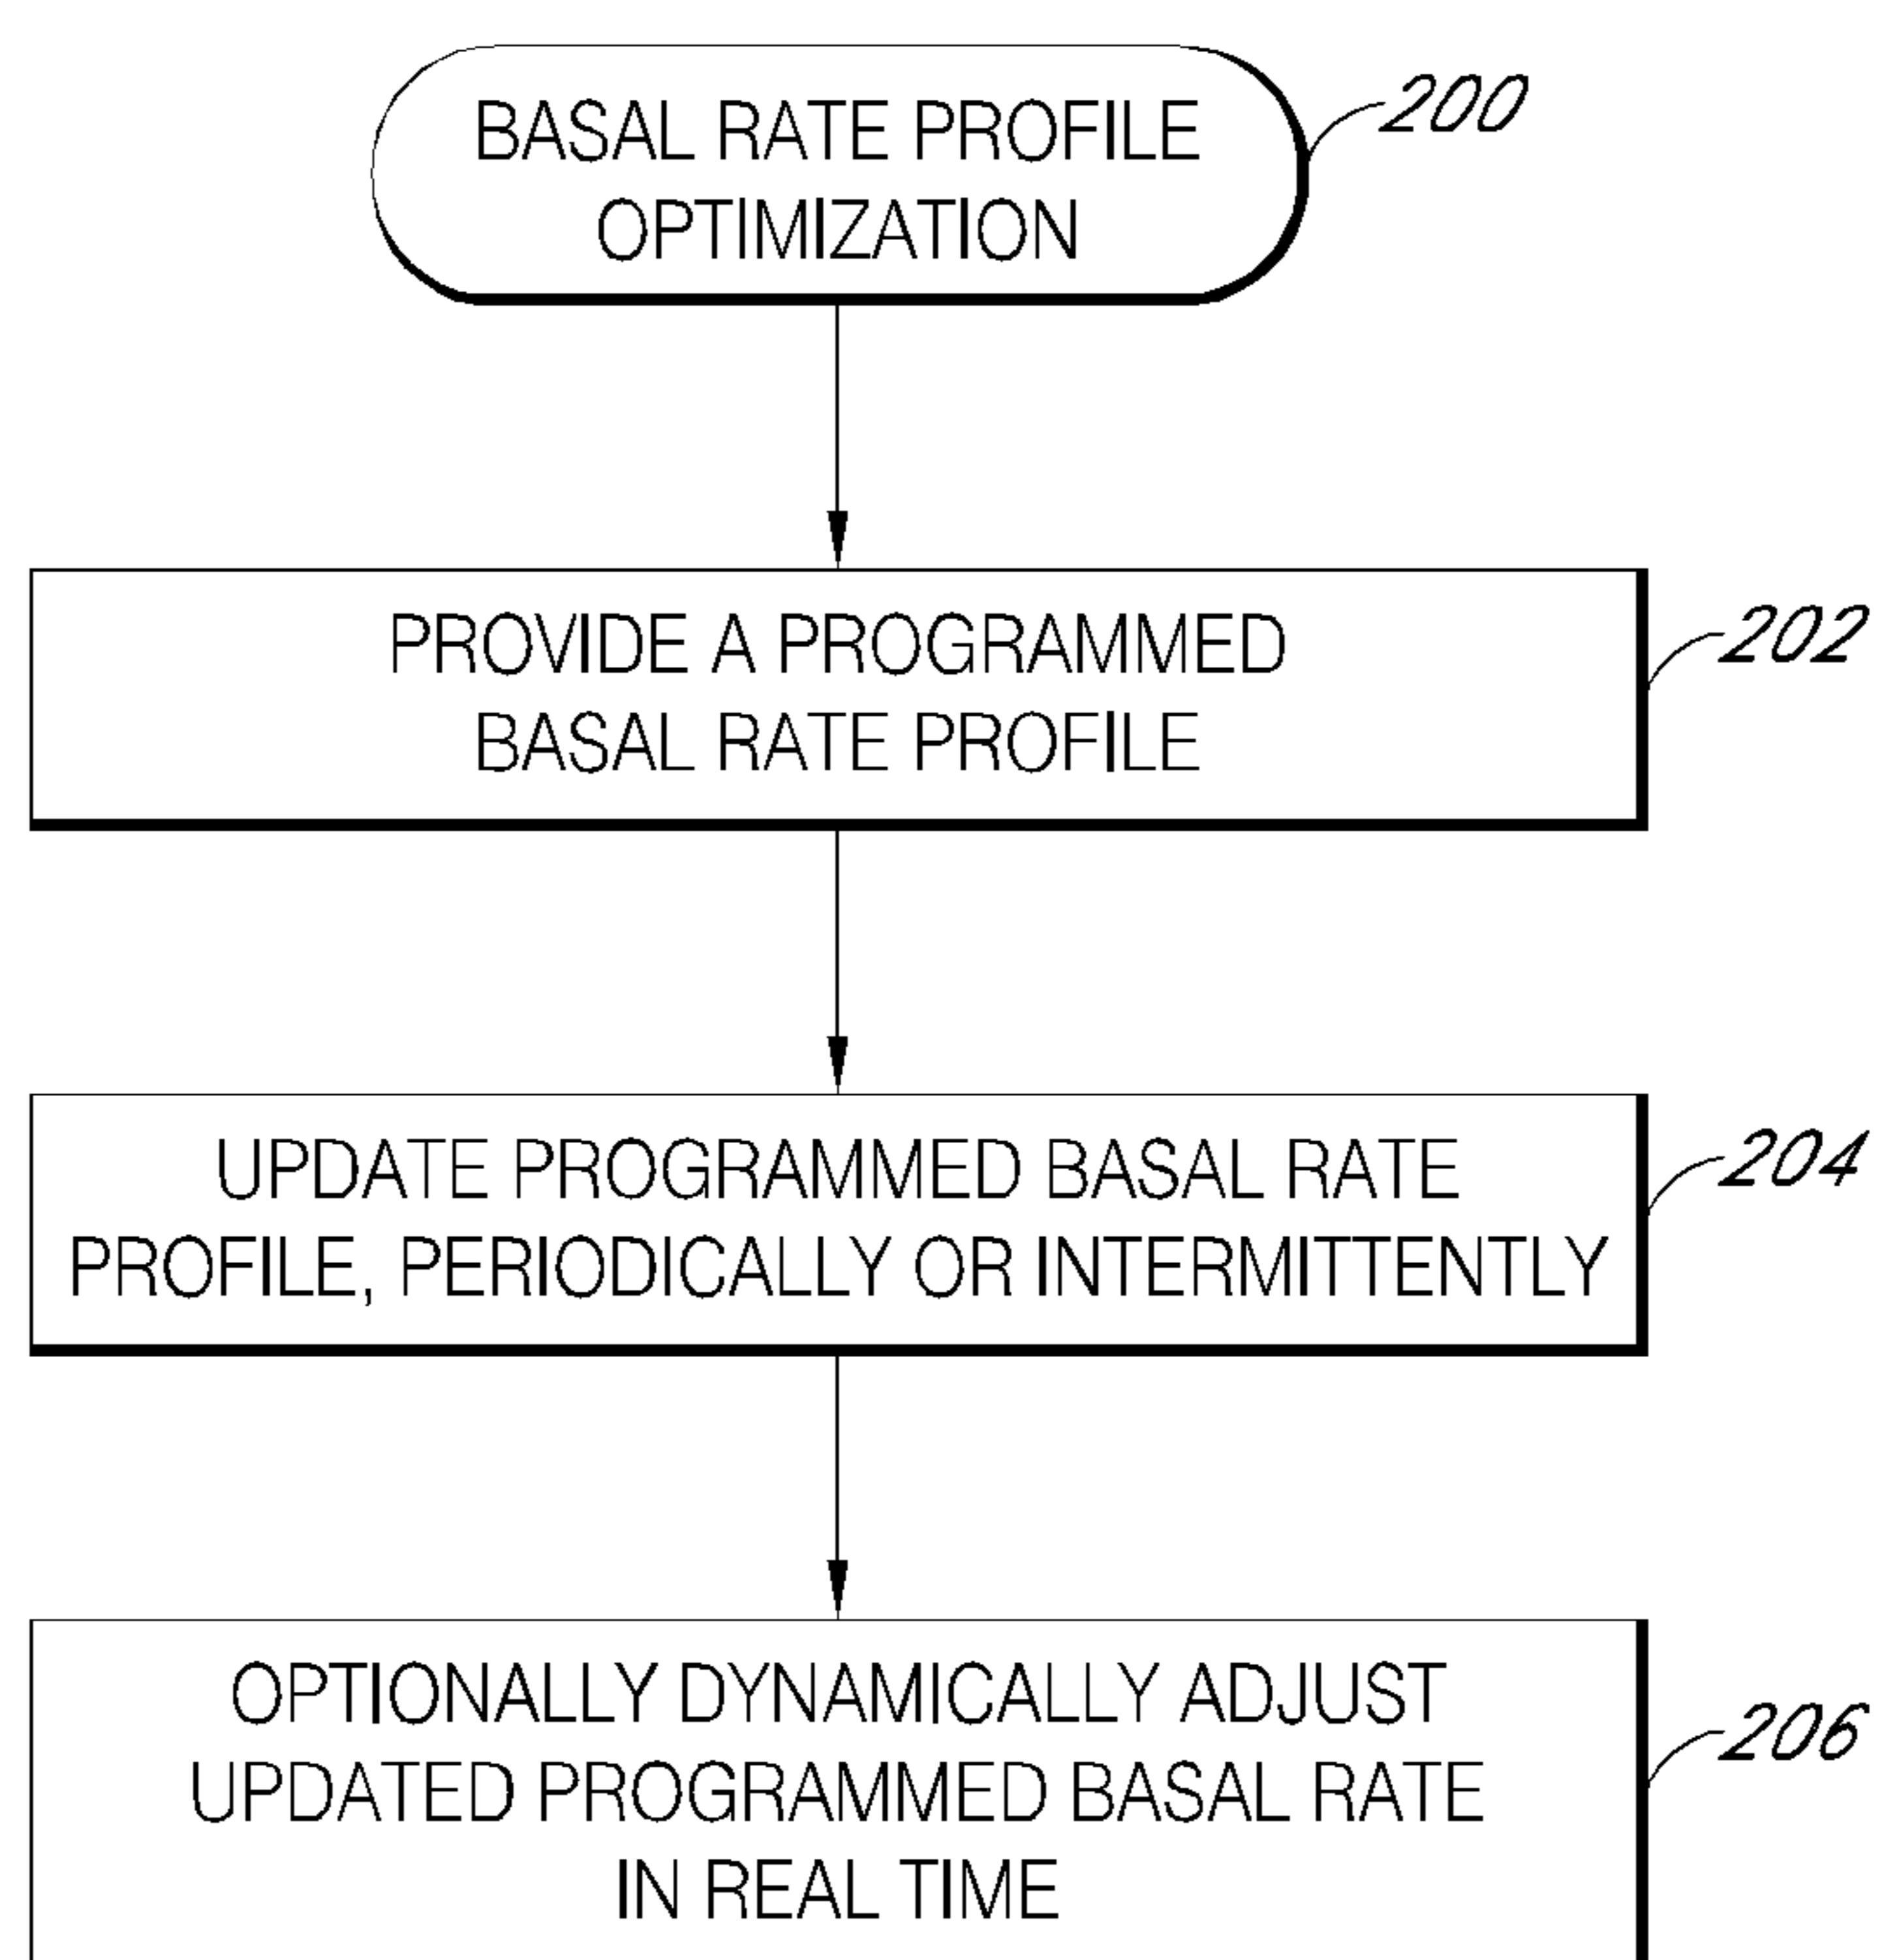 BASAL RATE PROFILE
OPTIMIZATION
200
PROVIDE A PROGRAMMED
BASAL RATE PROFILE
202
UPDATE PROGRAMMED BASAL RATE
PROFILE, PERIODICALLY OR INTERMITTENTLY
204
OPTIONALLY DYNAMICALLY ADJUST
UPDATED PROGRAMMED BASAL RATE
IN REAL TIME
206